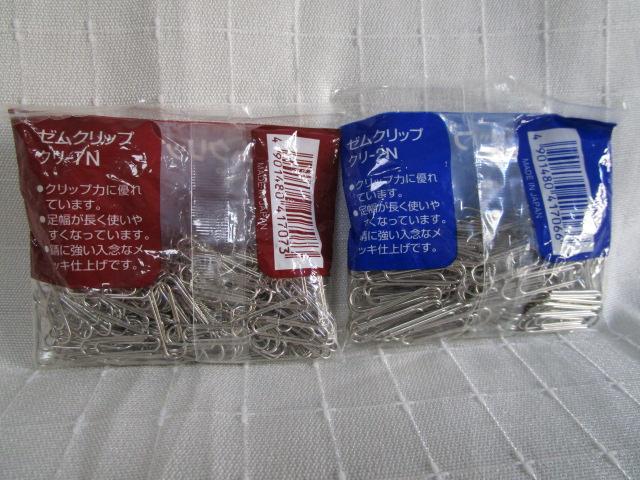 ゼムクリップ
クリ-7N
●クリップ力に優れ
ています。
●足幅が長く使いや
すくなっています。
●錆に強い入念なメ
ッキ仕上げです。
4 901480 417073
MADE IN JAPAN
ゼムクリップ
クリ-2N
●クリップ力に優れ
ています。
●足幅が長く使いや
すくなっています。
●錆に強い入念なメ
ッキ仕上げです。
4 901480 417066
MADE IN JAPAN